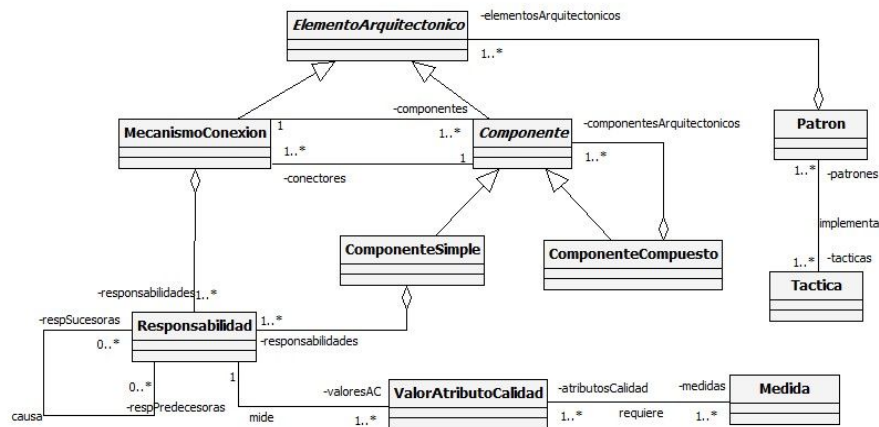 ElementoArquitectonico
-elementosArquitectonicos
1..*
MecanismoConexion
1
-componentes
1..*
Componente
-componentesArquitectonicos
1..*
Patron
1..*
1
-conectores
1..*
-patrones
implementa
ComponenteSimple
ComponenteCompuesto
-tacticas
1..*
Tactica
-responsabilidades
1..*
-respSucesoras
Responsabilidad
1..*
-responsabilidades
0..*
0..*
1
-respPredecesoras
causa
mide
-valoresAC
1..*
ValorAtributoCalidad
-atributosCalidad
1..*
requiere
-medidas
1..*
Medida